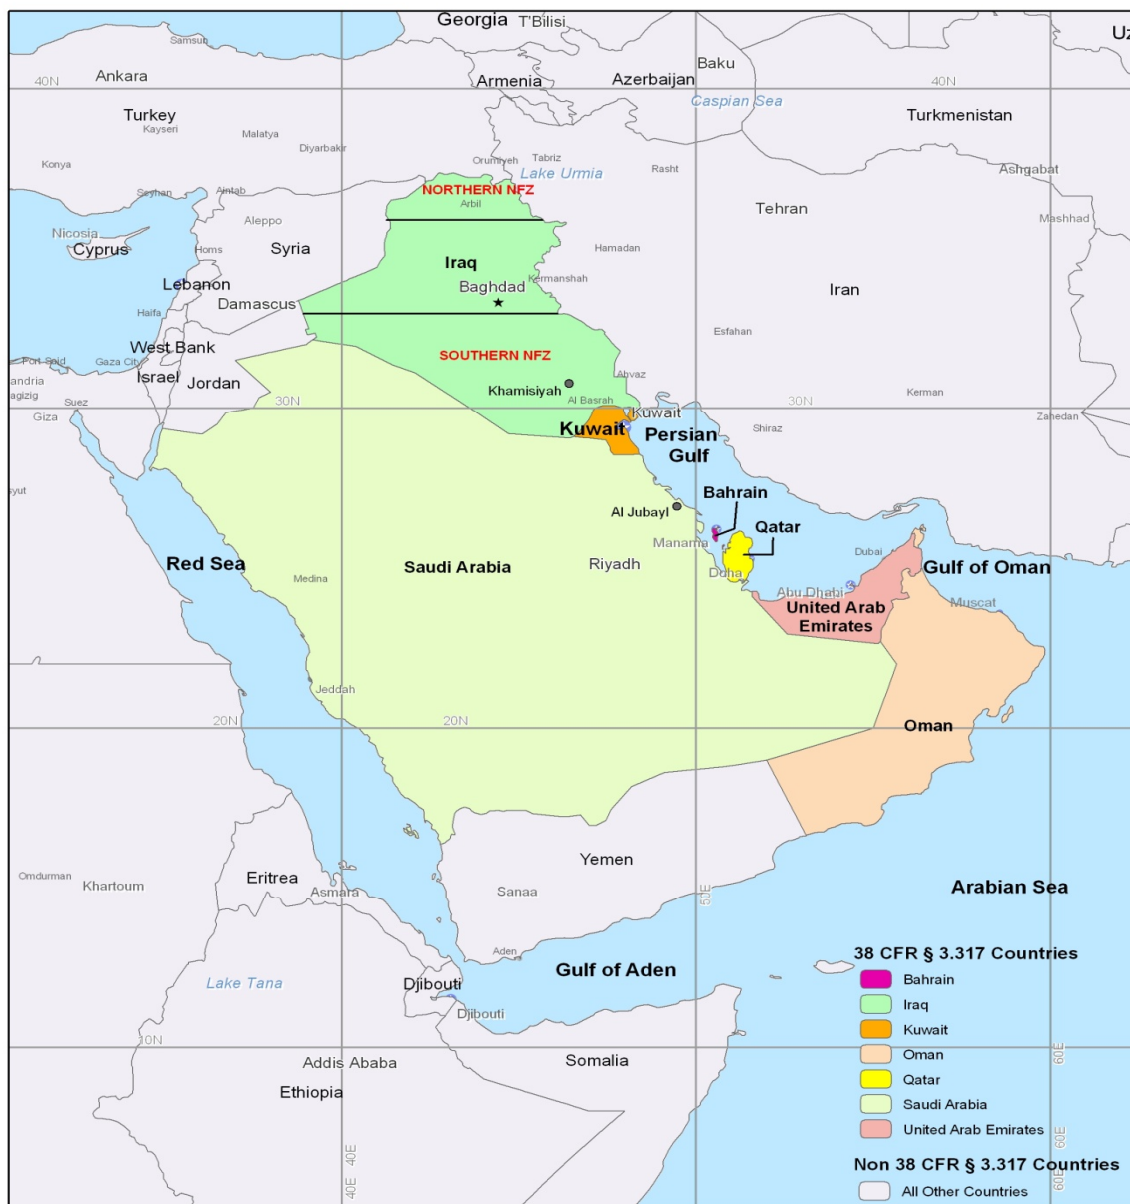 Georgia
T'Bilisi
Samsun
Ankara
40N
Armenia
Azerbaijan
Baku
40N
Caspian Sea
Turkey
Kayseri
Malatya
Diyarbakir
Turkmenistan
Konya
Orumiyeh
Tabriz
Lake Urmia
Rasht
Ashgabat
Seyhan
Aintab
NORTHERN NFZ
Arbil
Tehran
Mashhad
Aleppo
Nicosia
Cyprus
Homs
Syria
Hamadan
Iraq
Kermanshah
Lebanon
Baghdad
Iran
Damascus
Haifa
Esfahan
West Bank
SOUTHERN NFZ
Port Said
Gaza City
Israel
Jordan
Khamisiyah
Ahvaz
Kerman
andria
agizig
Suez
Giza
30N
Al Basrah
Kuwait
30N
Zahedan
Kuwait
Persian
Gulf
Shiraz
syut
Bahrain
Al Jubayl
Qatar
Manama
Red Sea
Saudi Arabia
Riyadh
Doha
Dubai
Gulf of Oman
Medina
Abu Dhabi
United Arab
Emirates
Muscat
Jeddah
20N
20N
Oman
Yemen
Eritrea
Omdurman
Khartoum
Asmara
Sanaa
50E
Arabian Sea
Aden
Gulf of Aden
Lake Tana
Djibouti
Djibouti
10N
Addis Ababa
Somalia
Ethiopia
40E
40E
60E
60E
60E
38 CFR § 3.317 Countries
Bahrain
Iraq
Kuwait
Oman
Qatar
Saudi Arabia
United Arab Emirates
Non 38 CFR § 3.317 Countries
All Other Countries